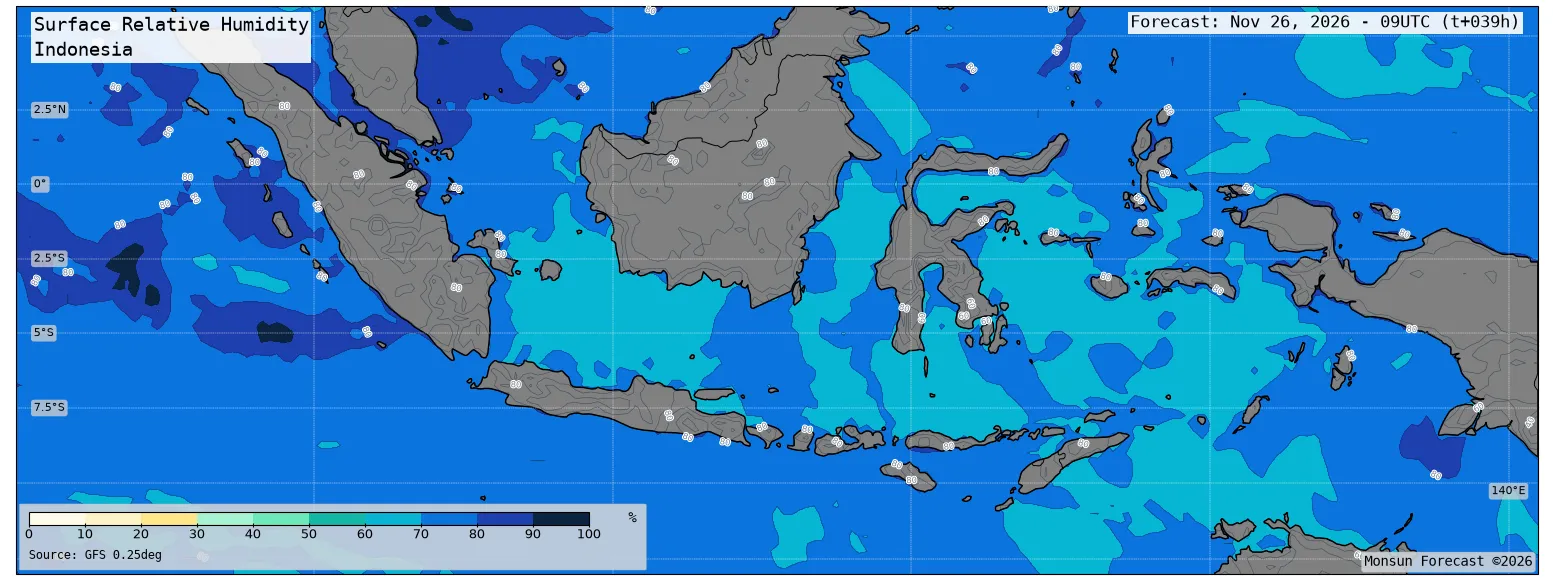 Surface Relative Humidity
Indonesia
Forecast: Nov 26, 2026 - 09UTC (t+039h)
2.5°N
0°
2.5°S
5°S
7.5°S
140°E
0 10 20 30 40 50 60 70 80 90 100 %
Source: GFS 0.25deg
Monsun Forecast ©2026